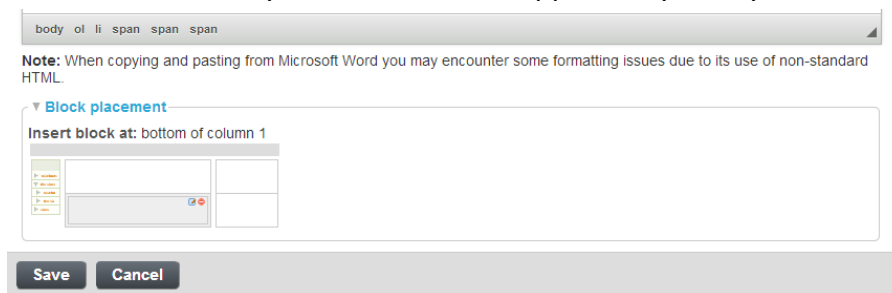 body ol li span span span
Note: When copying and pasting from Microsoft Word you may encounter some formatting issues due to its use of non-standard
HTML.
Block placement
Insert block at: bottom of column 1
Save Cancel